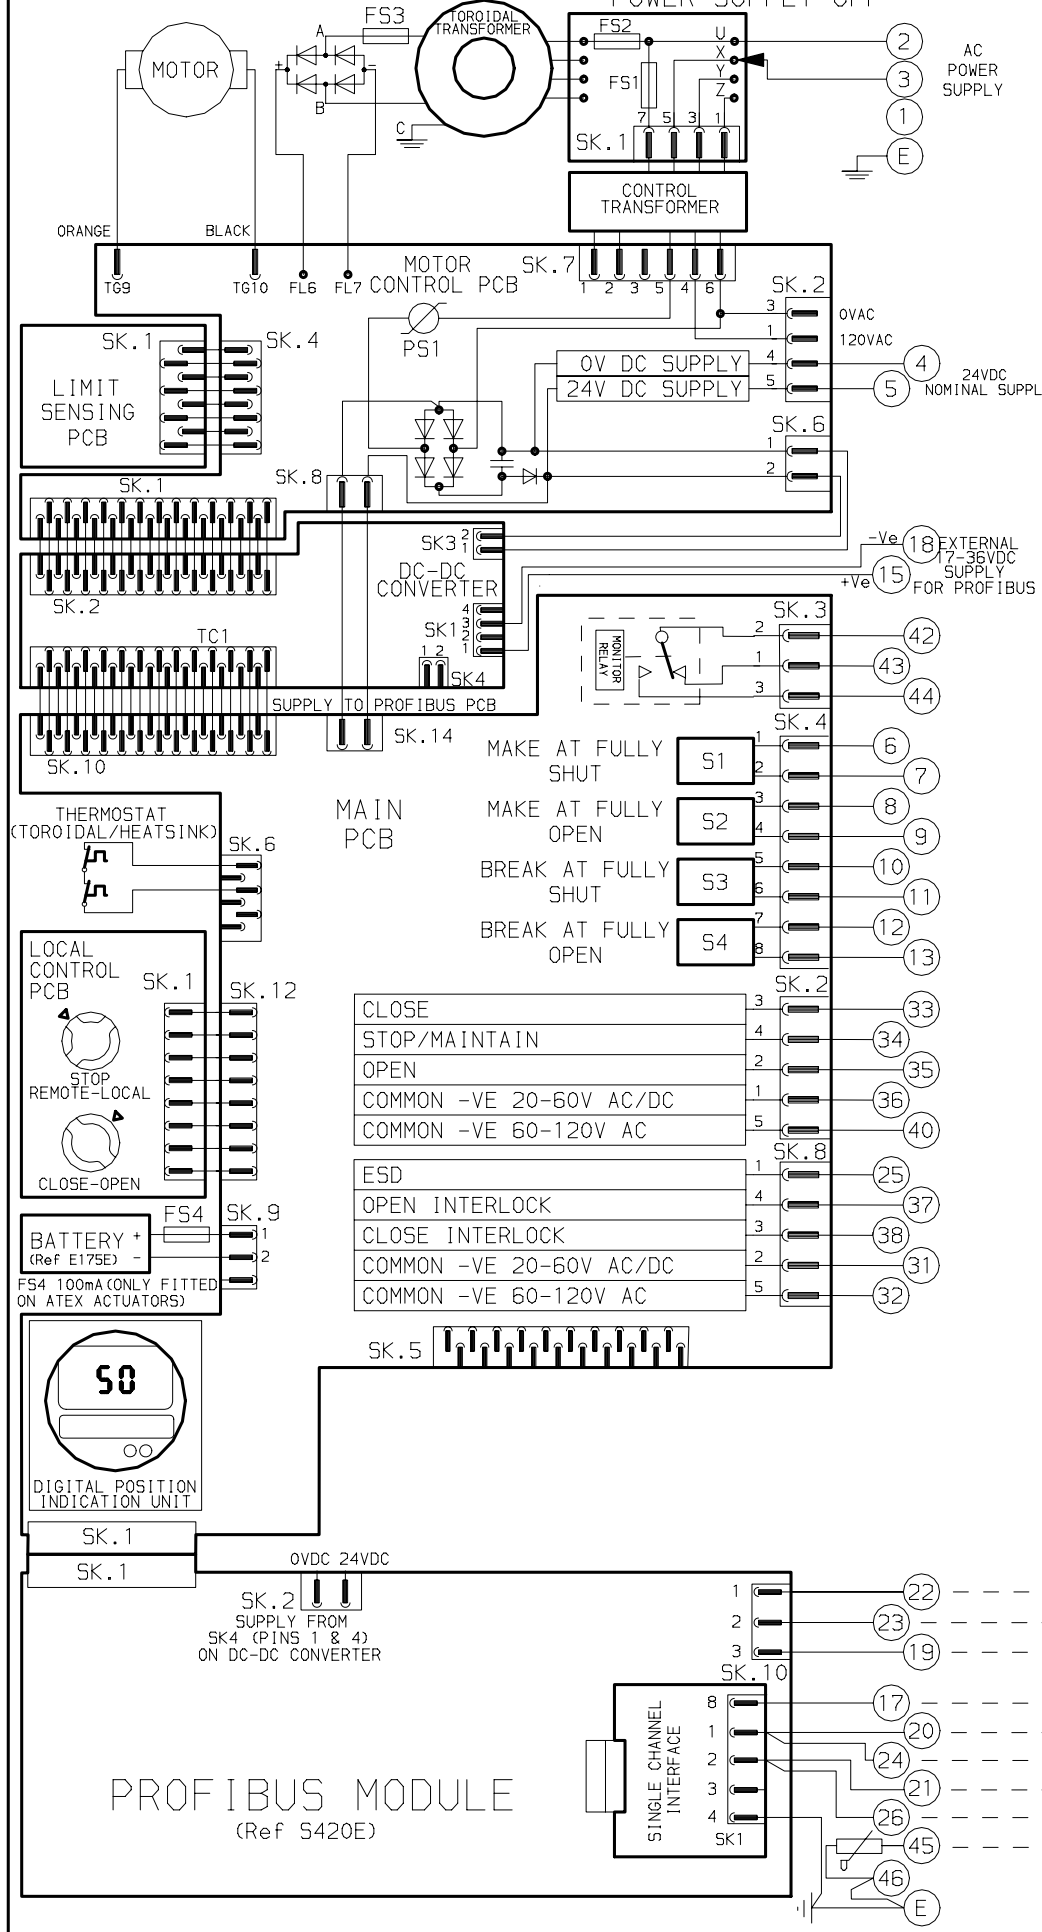 FS3
TOROIDAL
TRANSFORMER
FS2
U
X
Y
Z
2
3
1
E
AC
POWER
SUPPLY
MOTOR
A
+
-
B
C
FS1
7 5 3 1
SK.1
CONTROL
TRANSFORMER
ORANGE
BLACK
TG9
TG10
FL6
FL7
MOTOR
CONTROL PCB
SK.7
1 2 3 5 4 6
SK.2
3
0VAC
1
120VAC
PS1
0V DC SUPPLY
4
4
24V DC SUPPLY
5
5
24VDC
NOMINAL SUPPL
SK.1
SK.4
LIMIT
SENSING
PCB
SK.6
1
2
SK.8
SK.1
SK.2
SK3
2
1
DC-DC
CONVERTER
SK1
4
3
2
1
1 2
SK4
-Ve
18
+Ve
15
EXTERNAL
17-36VDC
SUPPLY
FOR PROFIBUS
TC1
SUPPLY TO PROFIBUS PCB
SK.10
SK.14
MONITOR
RELAY
SK.3
2
42
1
43
3
44
SK.4
MAKE AT FULLY
SHUT
S1
1
6
2
7
MAKE AT FULLY
OPEN
S2
3
8
4
9
BREAK AT FULLY
SHUT
S3
5
10
6
11
BREAK AT FULLY
OPEN
S4
7
12
8
13
MAIN
PCB
THERMOSTAT
(TOROIDAL/HEATSINK)
SK.6
LOCAL
CONTROL
PCB
SK.1
SK.12
STOP
REMOTE-LOCAL
CLOSE-OPEN
SK.2
CLOSE
3
33
STOP/MAINTAIN
4
34
OPEN
2
35
COMMON -VE 20-60V AC/DC
1
36
COMMON -VE 60-120V AC
5
40
SK.8
ESD
1
25
OPEN INTERLOCK
4
37
CLOSE INTERLOCK
3
38
COMMON -VE 20-60V AC/DC
2
31
COMMON -VE 60-120V AC
5
32
SK.5
BATTERY
(Ref E175E)
+
-
FS4
SK.9
1
2
FS4 100mA(ONLY FITTED
ON ATEX ACTUATORS)
50
DIGITAL POSITION
INDICATION UNIT
SK.1
SK.1
0VDC 24VDC
SK.2
SUPPLY FROM
SK4 (PINS 1 & 4)
ON DC-DC CONVERTER
1
22
2
23
3
19
SK.10
SINGLE CHANNEL
INTERFACE
8
17
1
20
24
2
21
3
26
4
45
SK1
46
E
PROFIBUS MODULE
(Ref S420E)